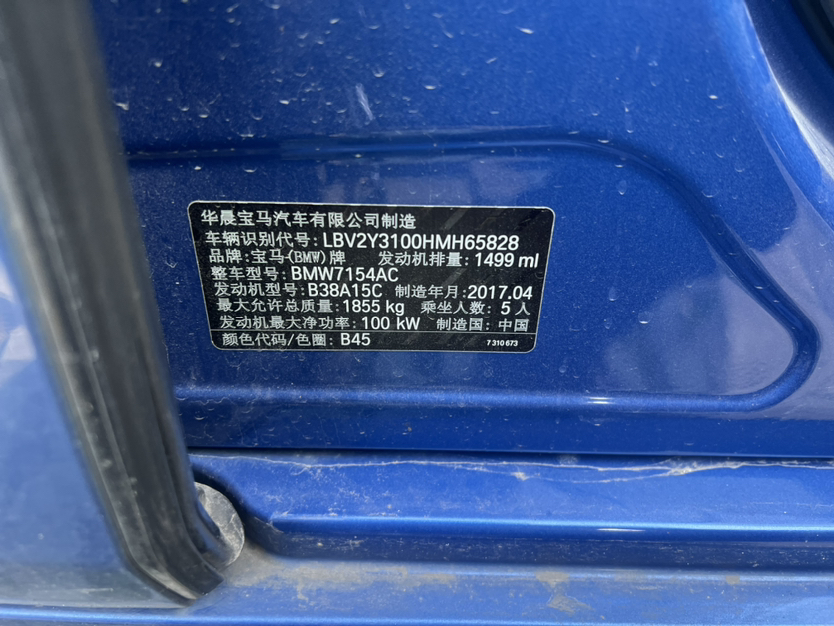 华晨宝马汽车有限公司制造
车辆识别代号: LBV2Y3100HMH65828
品牌: 宝马(BMW)牌 发动机排量: 1499 ml
整车型号: BMW7154AC
发动机型号: B38A15C 制造年月: 2017.04
最大允许总质量: 1855 kg 乘坐人数: 5 人
发动机最大净功率: 100 kW 制造国: 中国
颜色代码/色圈: B45 7 310 673